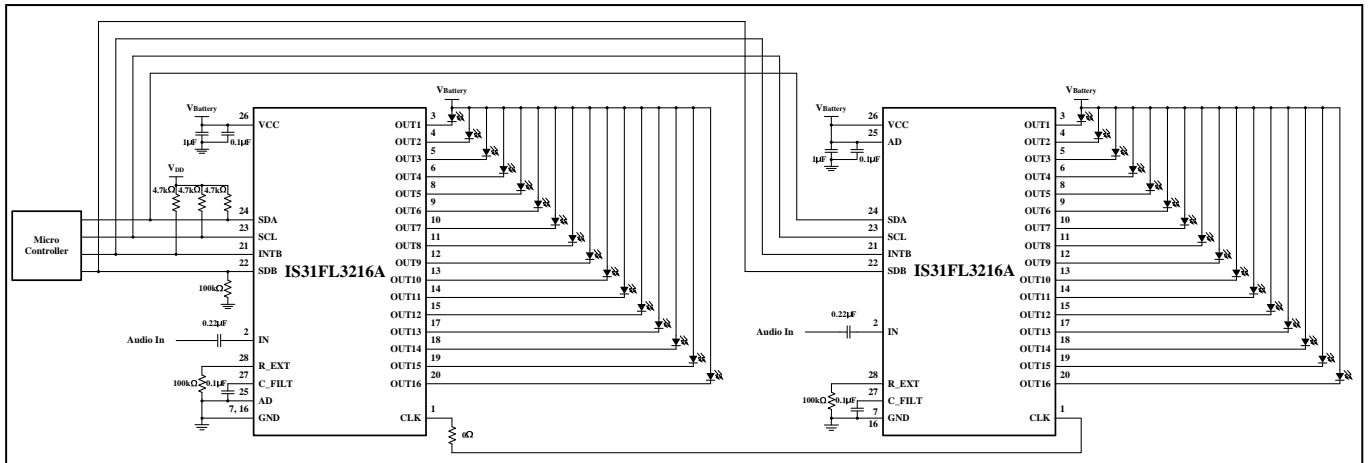 VBattery
26
VCC
1μF
0.1μF
VDD
4.7kΩ
4.7kΩ
4.7kΩ
Micro
Controller
24
SDA
23
SCL
21
INTB
22
SDB
100kΩ
IS31FL3216A
Audio In
0.22μF
2
IN
28
R_EXT
100kΩ
0.1μF
27
C_FILT
25
AD
7, 16
GND
VBattery
OUT1
3
OUT2
4
OUT3
5
OUT4
6
OUT5
8
OUT6
9
OUT7
10
OUT8
11
OUT9
12
OUT10
13
OUT11
14
OUT12
15
OUT13
17
OUT14
18
OUT15
19
OUT16
20
CLK
1
0Ω
VBattery
26
VCC
25
AD
1μF
0.1μF
24
SDA
23
SCL
21
INTB
22
SDB
IS31FL3216A
Audio In
0.22μF
2
IN
28
R_EXT
100kΩ
0.1μF
27
C_FILT
7
GND
16
VBattery
OUT1
3
OUT2
4
OUT3
5
OUT4
6
OUT5
8
OUT6
9
OUT7
10
OUT8
11
OUT9
12
OUT10
13
OUT11
14
OUT12
15
OUT13
17
OUT14
18
OUT15
19
OUT16
20
CLK
1